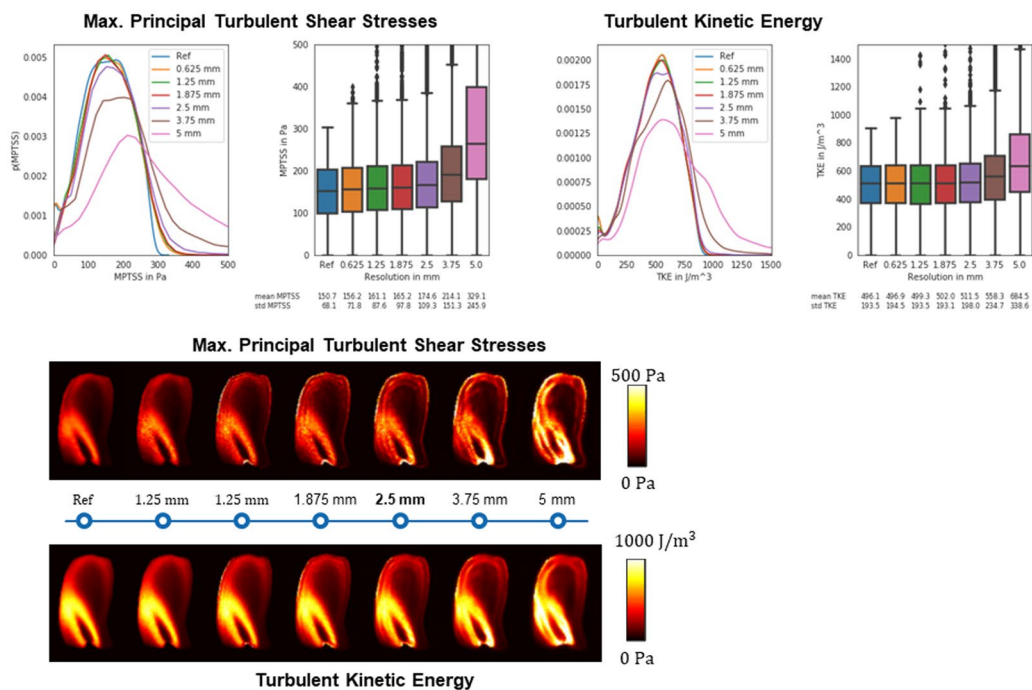 Max. Principal Turbulent Shear Stresses
Turbulent Kinetic Energy
0.005
0.004
0.003
0.002
0.001
0.000
p(MPTSS)
0
100
200
300
400
500
MPTSS in Pa
Ref
0.625 mm
1.25 mm
1.875 mm
2.5 mm
3.75 mm
5 mm
500
400
300
200
100
0
MPTSS in Pa
Ref 0.625 1.25 1.875 2.5 3.75 5.0
Resolution in mm
mean MPTSS 150.7 156.2 161.1 165.2 174.6 214.1 329.1
std MPTSS 68.1 71.8 87.6 97.8 109.3 151.3 245.9
0.00200
0.00175
0.00150
0.00125
0.00100
0.00075
0.00050
0.00025
0.00000
0
250
500
750
1000
1250
1500
TKE in J/m^3
Ref
0.625 mm
1.25 mm
1.875 mm
2.5 mm
3.75 mm
5 mm
1400
1200
1000
800
600
400
200
0
TKE in J/m^3
Ref 0.625 1.25 1.875 2.5 3.75 5.0
Resolution in mm
mean TKE 496.1 496.9 499.3 502.0 511.5 558.3 684.5
std TKE 193.5 194.5 193.5 193.1 198.0 234.7 338.6
Max. Principal Turbulent Shear Stresses
500 Pa
0 Pa
Ref 1.25 mm 1.25 mm 1.875 mm 2.5 mm 3.75 mm 5 mm
1000 J/m³
0 Pa
Turbulent Kinetic Energy